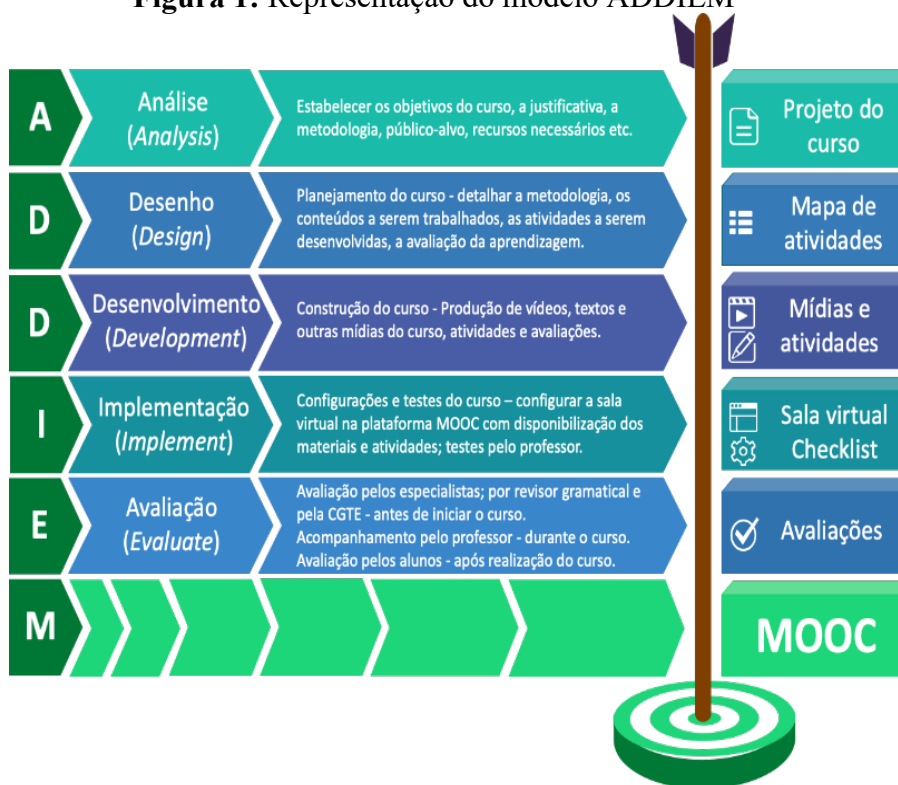 Figura 1: Representação do modelo ADDIEM
A
Análise
(Analysis)
Estabelecer os objetivos do curso, a justificativa, a
metodologia, público-alvo, recursos necessários etc.
Projeto do
curso
D
Desenho
(Design)
Planejamento do curso - detalhar a metodologia, os
conteúdos a serem trabalhados, as atividades a serem
desenvolvidas, a avaliação da aprendizagem.
Mapa de
atividades
D
Desenvolvimento
(Development)
Construção do curso - Produção de vídeos, textos e
outras mídias do curso, atividades e avaliações.
Mídias e
atividades
I
Implementação
(Implement)
Configurações e testes do curso – configurar a sala
virtual na plataforma MOOC com disponibilização dos
materiais e atividades; testes pelo professor.
Sala virtual
Checklist
E
Avaliação
(Evaluate)
Avaliação pelos especialistas; por revisor gramatical e
pela CGTE - antes de iniciar o curso.
Acompanhamento pelo professor - durante o curso.
Avaliação pelos alunos - após realização do curso.
Avaliações
M
MOOC